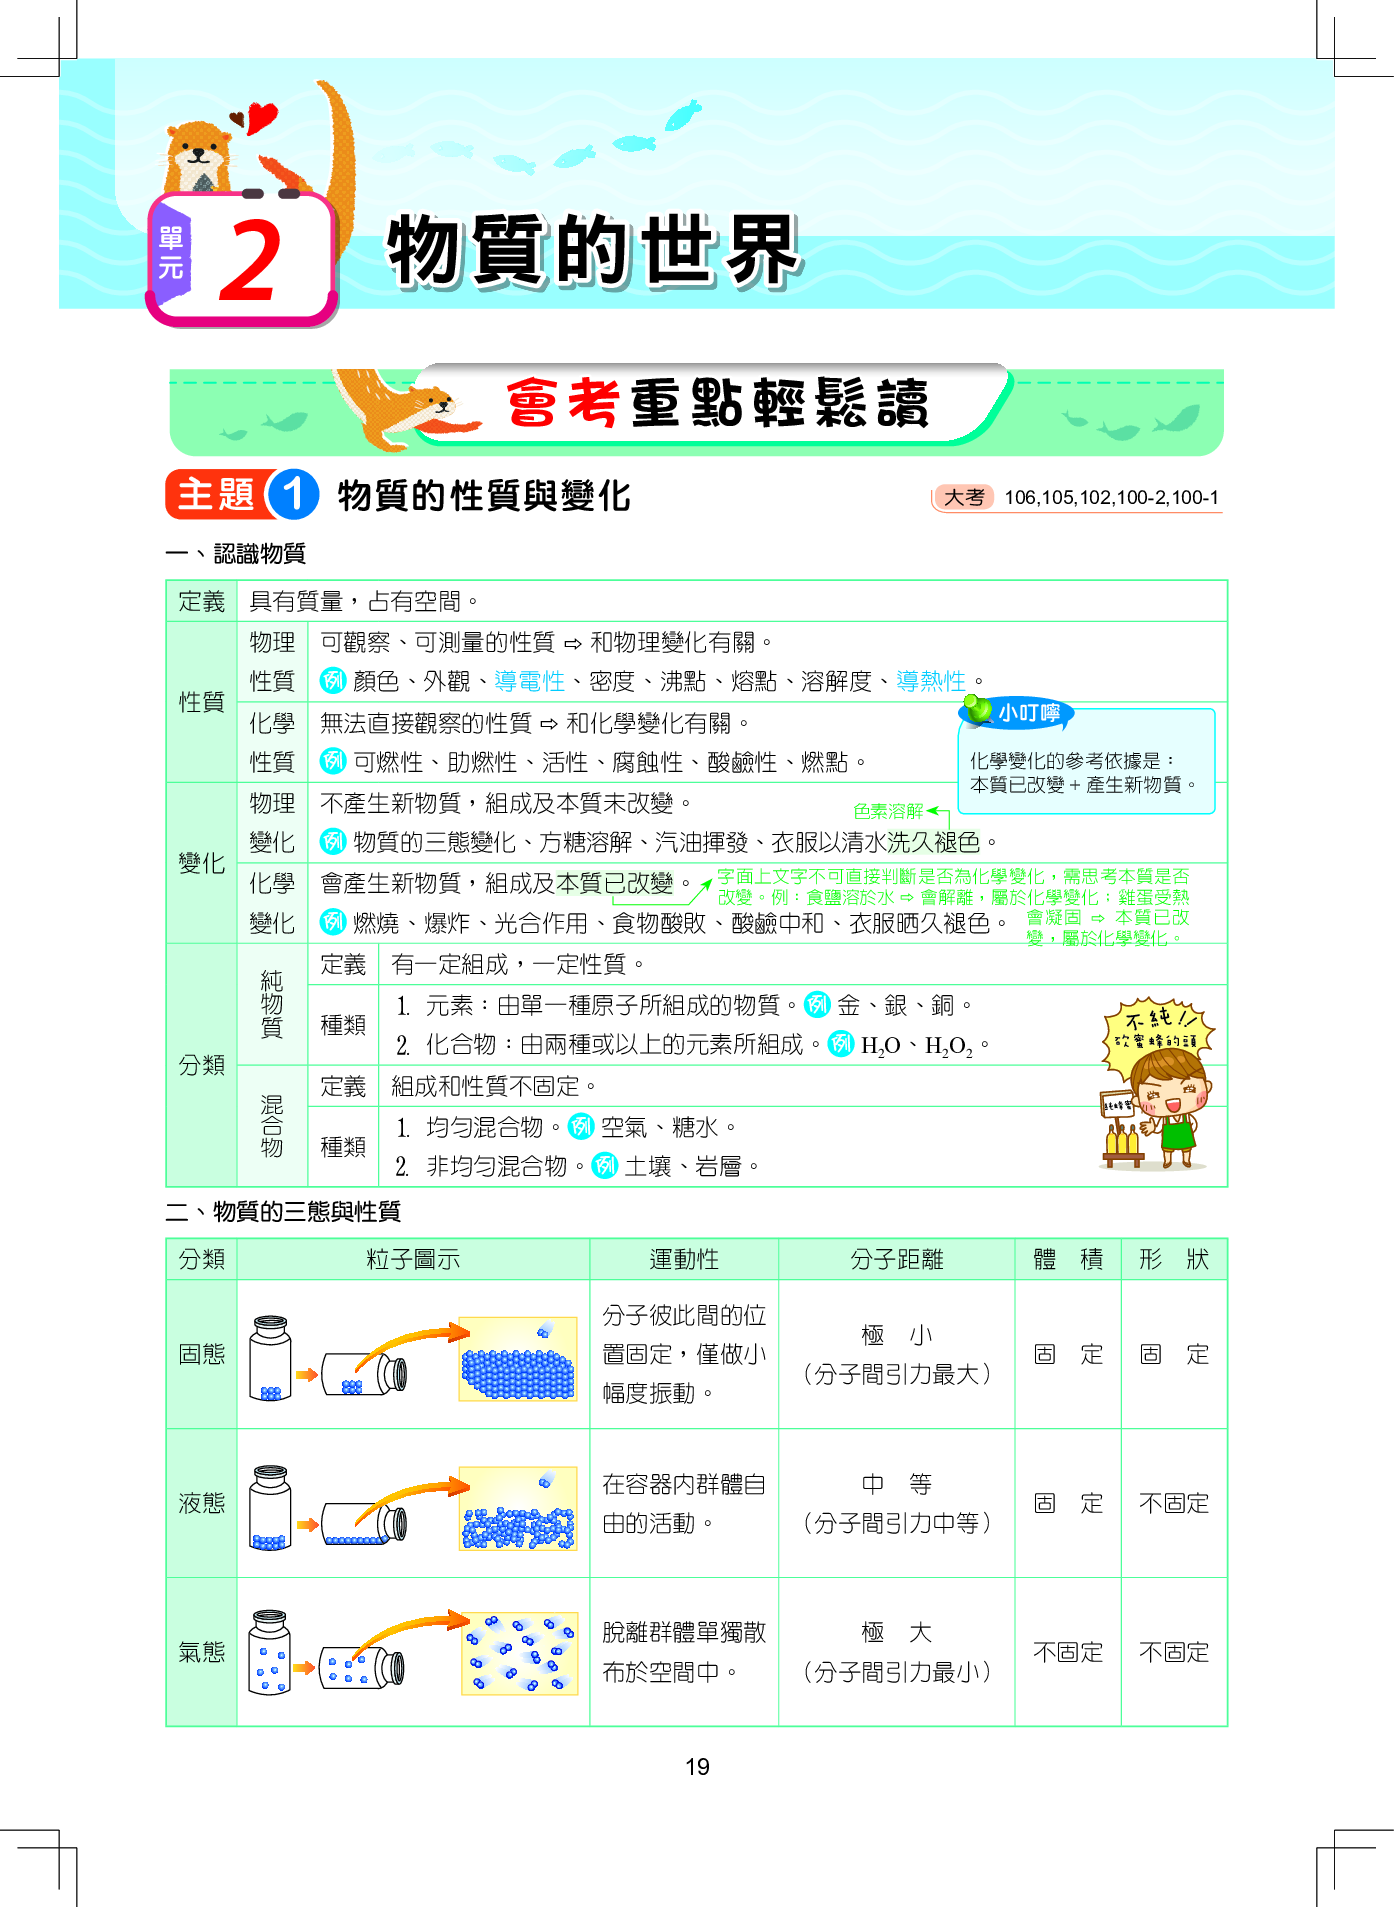 單元
2
物質的世界
會考重點輕鬆讀
主題 1 物質的性質與變化
大考 106,105,102,100-2,100-1
一、認識物質
定義 具有質量，占有空間。
性質
物理性質
可觀察、可測量的性質 ⇨ 和物理變化有關。
例 顏色、外觀、導電性、密度、沸點、熔點、溶解度、導熱性。
化學性質
無法直接觀察的性質 ⇨ 和化學變化有關。
例 可燃性、助燃性、活性、腐蝕性、酸鹼性、燃點。
小叮嚀
化學變化的參考依據是：
本質已改變 + 產生新物質。
變化
物理變化
不產生新物質，組成及本質未改變。
色素溶解
例 物質的三態變化、方糖溶解、汽油揮發、衣服以清水洗久褪色。
化學變化
會產生新物質，組成及本質已改變。
字面上文字不可直接判斷是否為化學變化，需思考本質是否
改變。例：食鹽溶於水 ⇨ 會解離，屬於化學變化；雞蛋受熱
會凝固 ⇨ 本質已改
變，屬於化學變化。
例 燃燒、爆炸、光合作用、食物酸敗、酸鹼中和、衣服晒久褪色。
分類
純物質
定義 有一定組成，一定性質。
種類
1. 元素：由單一種原子所組成的物質。例 金、銀、銅。
2. 化合物：由兩種或以上的元素所組成。例 H₂O、H₂O₂。
混合物
定義 組成和性質不固定。
種類
1. 均勻混合物。例 空氣、糖水。
2. 非均勻混合物。例 土壤、岩層。
不純!!
砍蜜蜂的頭
純蜂蜜
二、物質的三態與性質
分類 粒子圖示 運動性 分子距離 體 積 形 狀
固態
分子彼此間的位
置固定，僅做小
幅度振動。
極 小
（分子間引力最大）
固 定
固 定
液態
在容器內群體自
由的活動。
中 等
（分子間引力中等）
固 定
不固定
氣態
脫離群體單獨散
布於空間中。
極 大
（分子間引力最小）
不固定
不固定
19